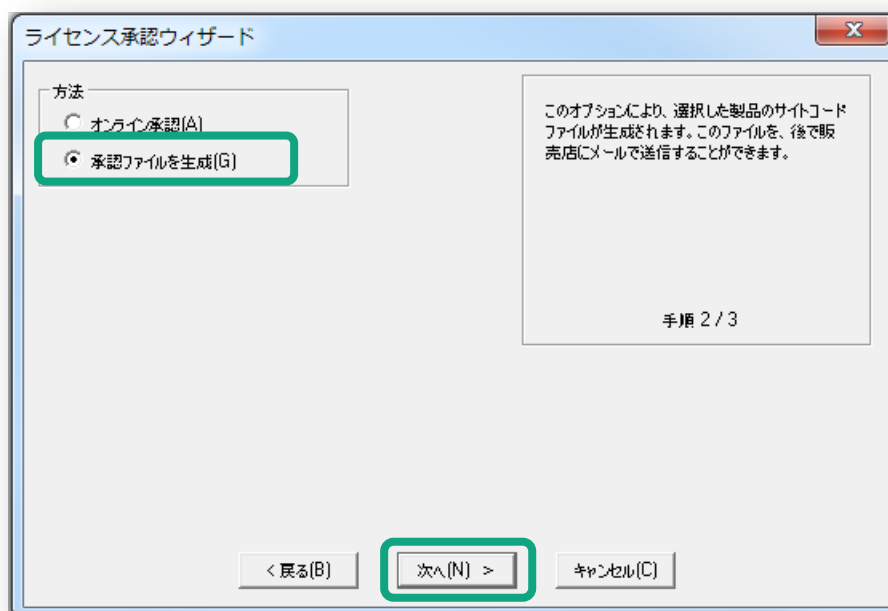 ライセンス承認ウィザード
方法
オンライン承認(A)
承認ファイルを生成(G)
このオプションにより、選択した製品のサイトコード
ファイルが生成されます。このファイルを、後で販
売店にメールで送信することができます。
手順 2 / 3
< 戻る(B)
次へ(N) >
キャンセル(C)